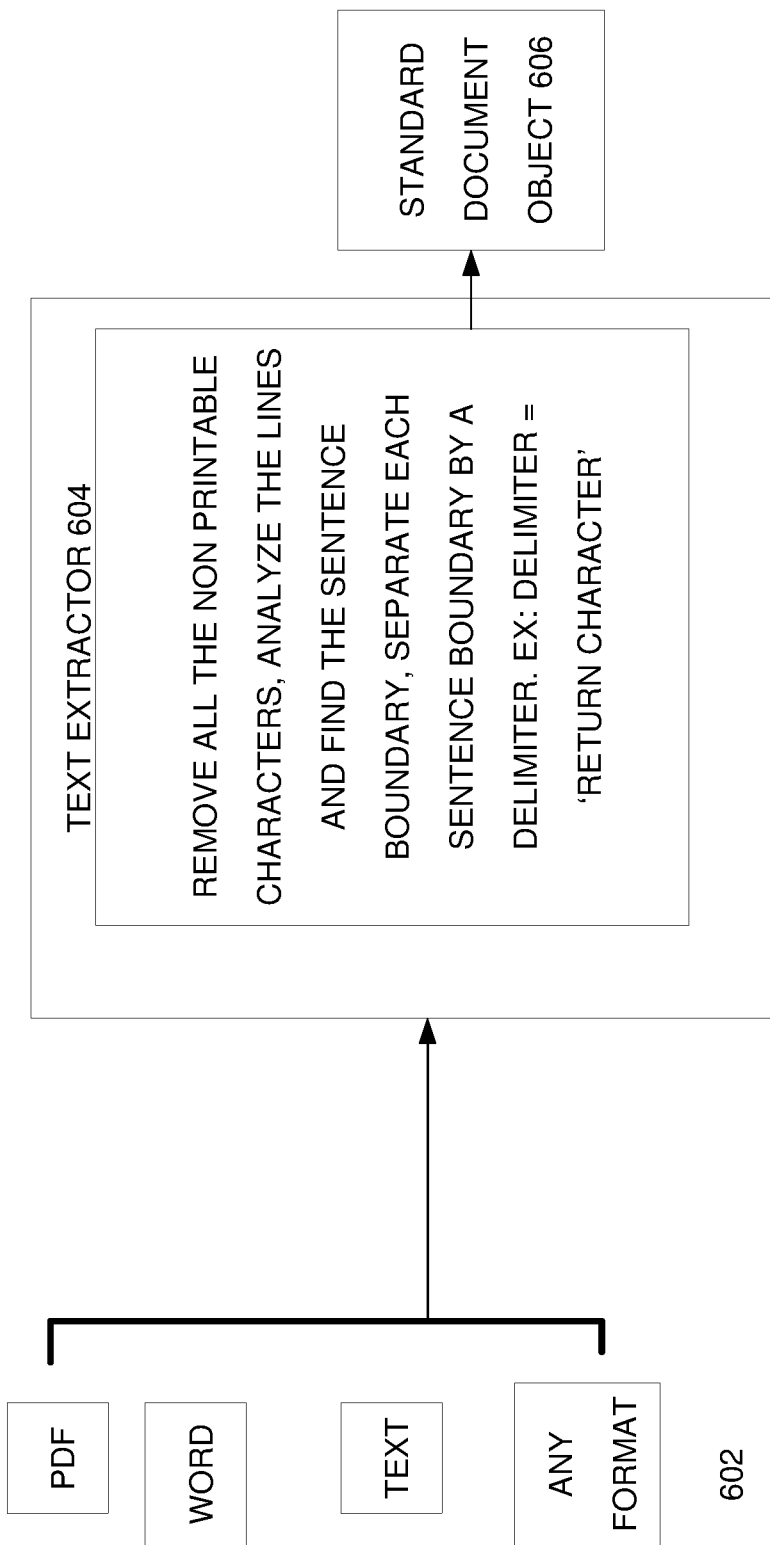 PDF
WORD
TEXT
ANY
FORMAT
602
TEXT EXTRACTOR 604
REMOVE ALL THE NON PRINTABLE
CHARACTERS, ANALYZE THE LINES
AND FIND THE SENTENCE
BOUNDARY, SEPARATE EACH
SENTENCE BOUNDARY BY A
DELIMITER. EX: DELIMITER =
‘RETURN CHARACTER’
STANDARD
DOCUMENT
OBJECT 606